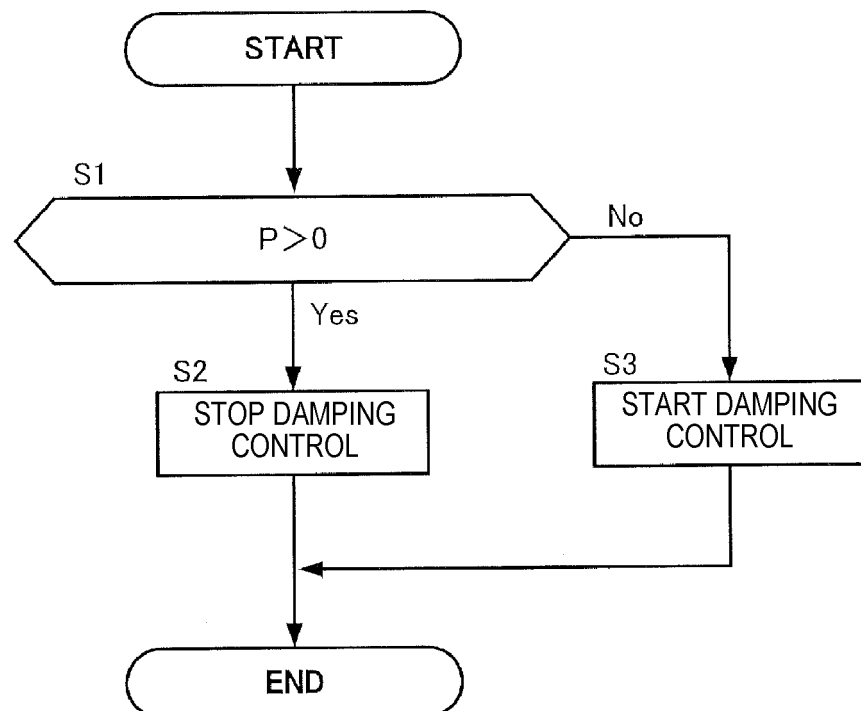 START
S1
P＞0
No
Yes
S2
S3
STOP DAMPING
CONTROL
START DAMPING
CONTROL
END